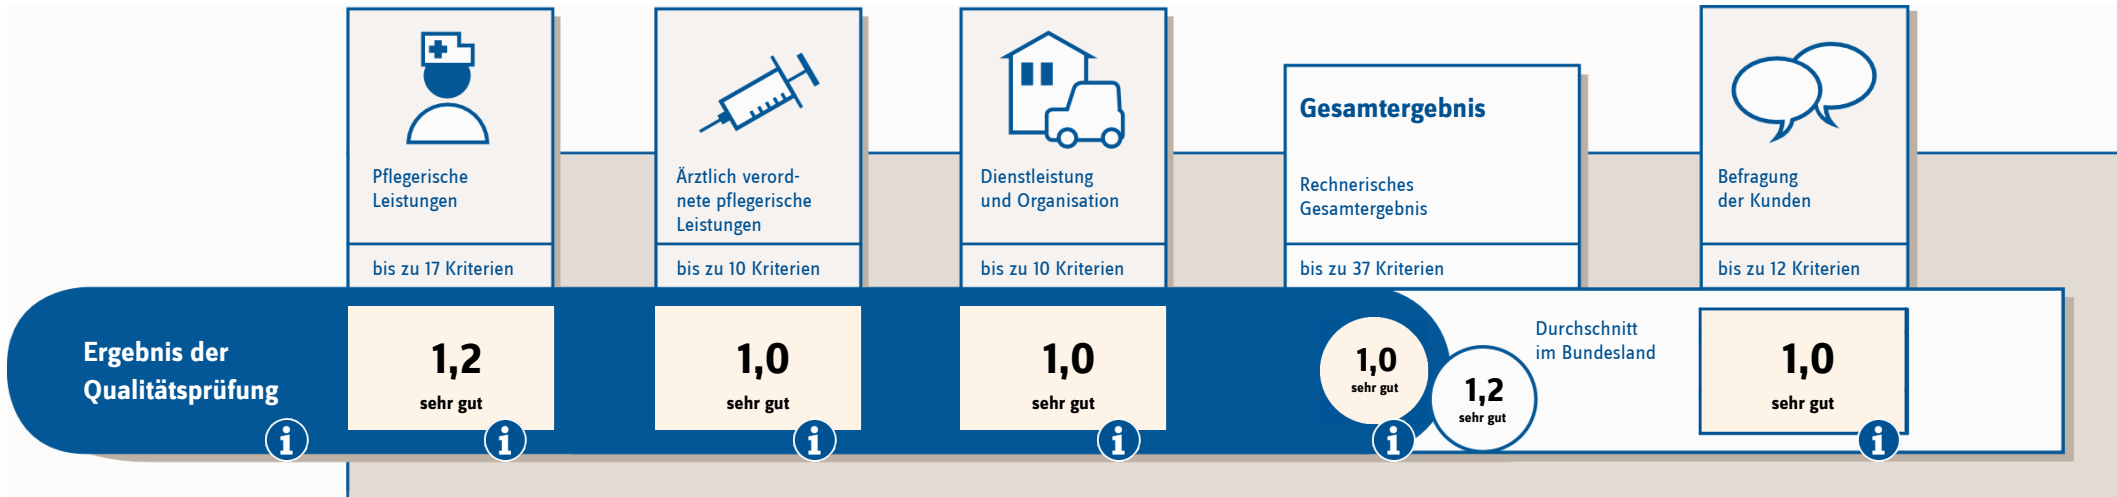 Pflegerische
Leistungen
bis zu 17 Kriterien
Ärztlich verord-
nete pflegerische
Leistungen
bis zu 10 Kriterien
Dienstleistung
und Organisation
bis zu 10 Kriterien
Gesamtergebnis
Rechnerisches
Gesamtergebnis
bis zu 37 Kriterien
Befragung
der Kunden
bis zu 12 Kriterien
Ergebnis der
Qualitätsprüfung
i
1,2
sehr gut
i
1,0
sehr gut
i
1,0
sehr gut
i
1,0
sehr gut
i
1,2
sehr gut
Durchschnitt
im Bundesland
1,0
sehr gut
i